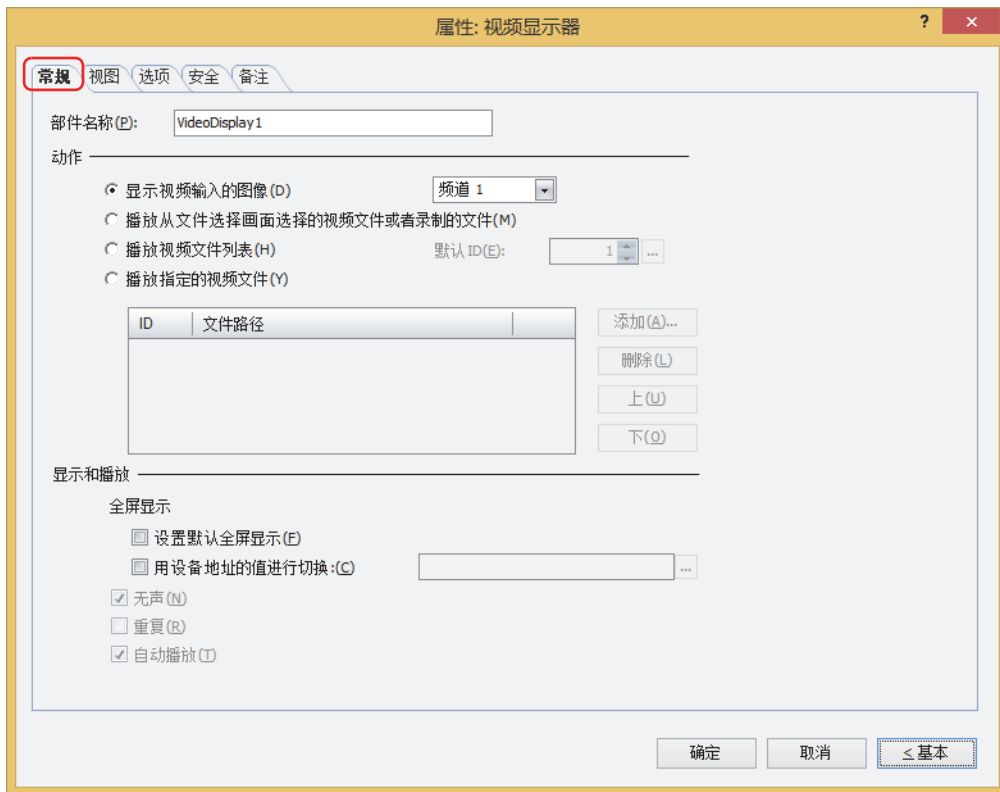 属性: 视频显示器
? ×
常规 视图 选项 安全 备注
部件名称(P): VideoDisplay1
动作
显示视频输入的图像(D) 频道 1
播放从文件选择画面选择的视频文件或者录制的文件(M)
播放视频文件列表(H) 默认 ID(E): 1 ...
播放指定的视频文件(Y)
ID 文件路径
添加(A)...
删除(L)
上(U)
下(O)
显示和播放
全屏显示
设置默认全屏显示(F)
用设备地址的值进行切换:(C) ...
无声(N)
重复(R)
自动播放(T)
确定 取消 < 基本